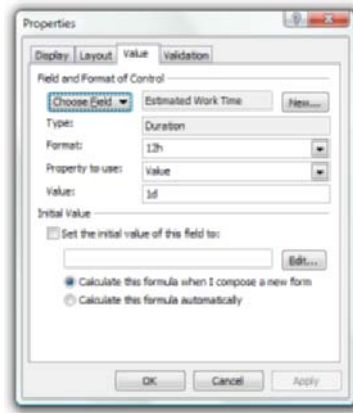 Properties
Display Layout Value Validation
Field and Format of Control
Choose Field Estimated Work Time New...
Type: Duration
Format: 12h
Property to use: Value
Value: 1d
Initial Value
Set the initial value of this field to:
Edit...
Calculate this formula when I compose a new form
Calculate this formula automatically
OK Cancel Apply